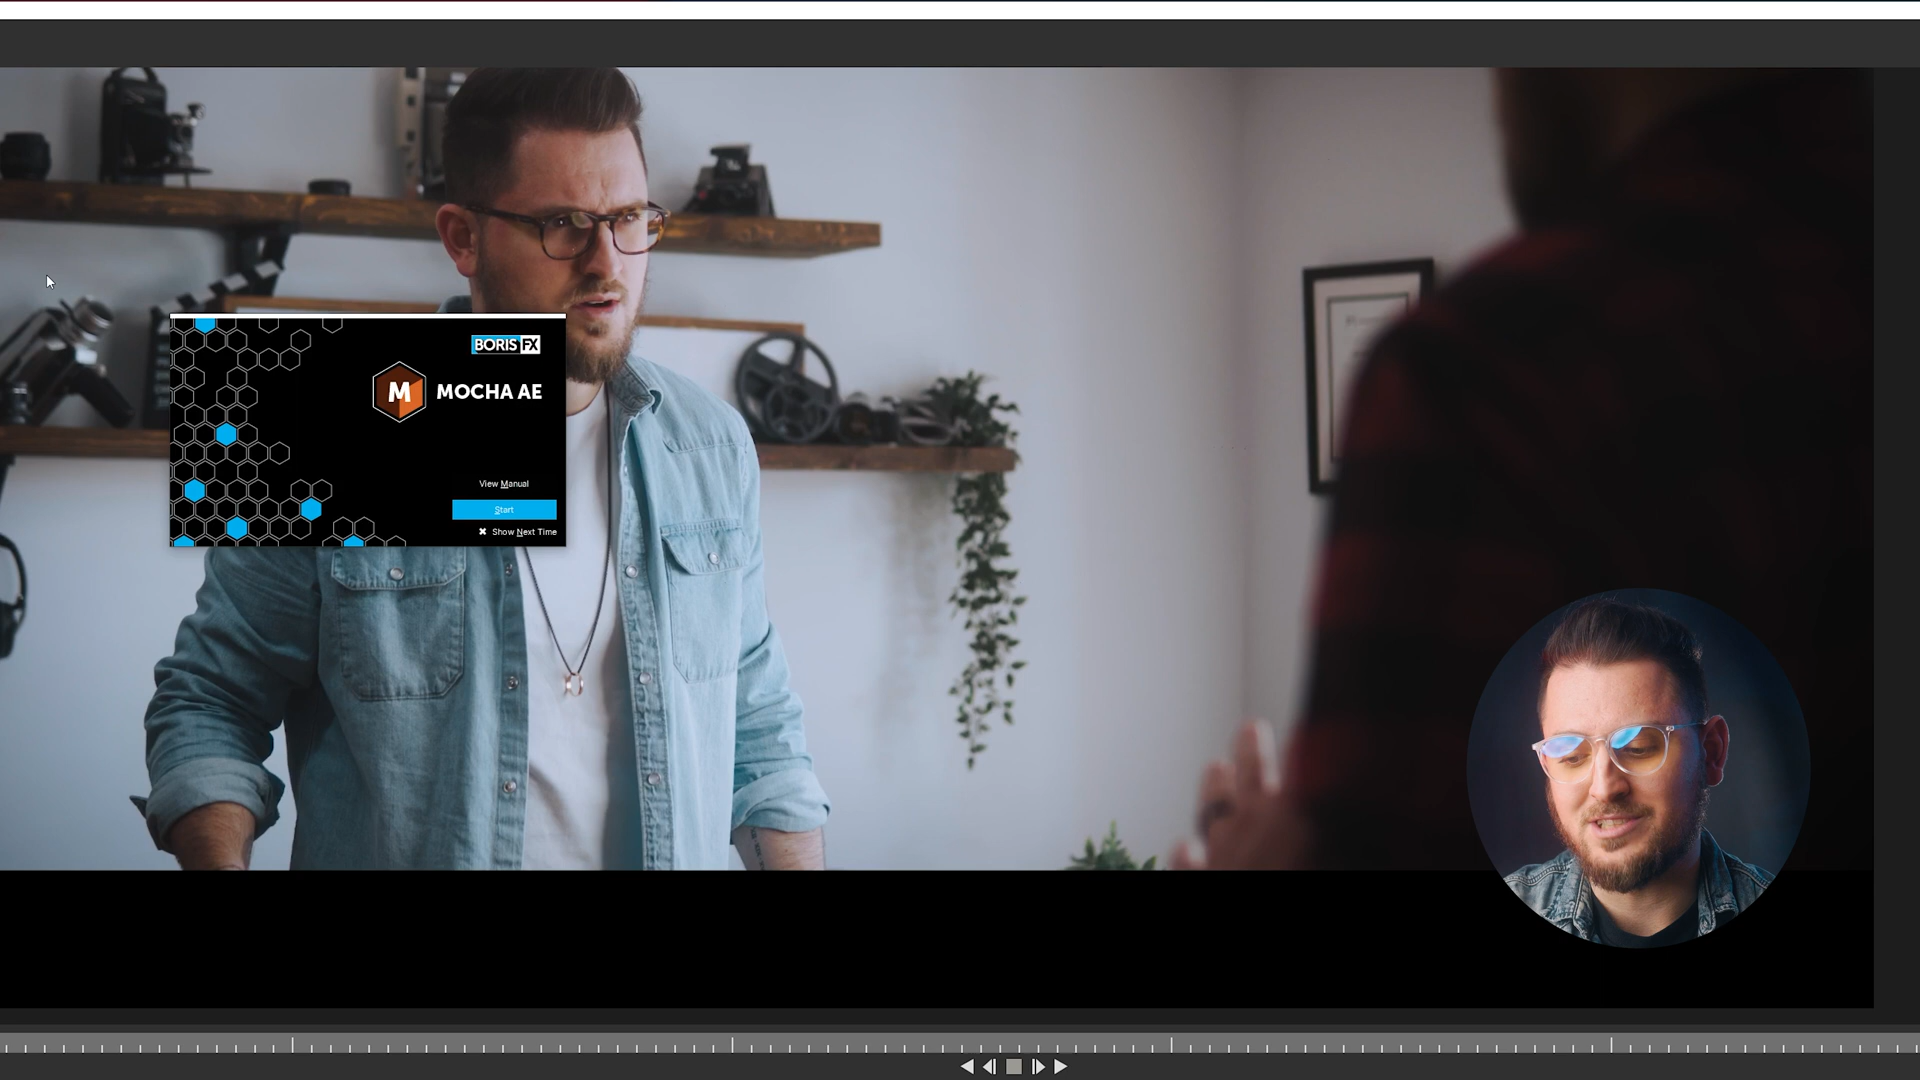 BORIS FX
M
MOCHA AE
View Manual
Start
Show Next Time